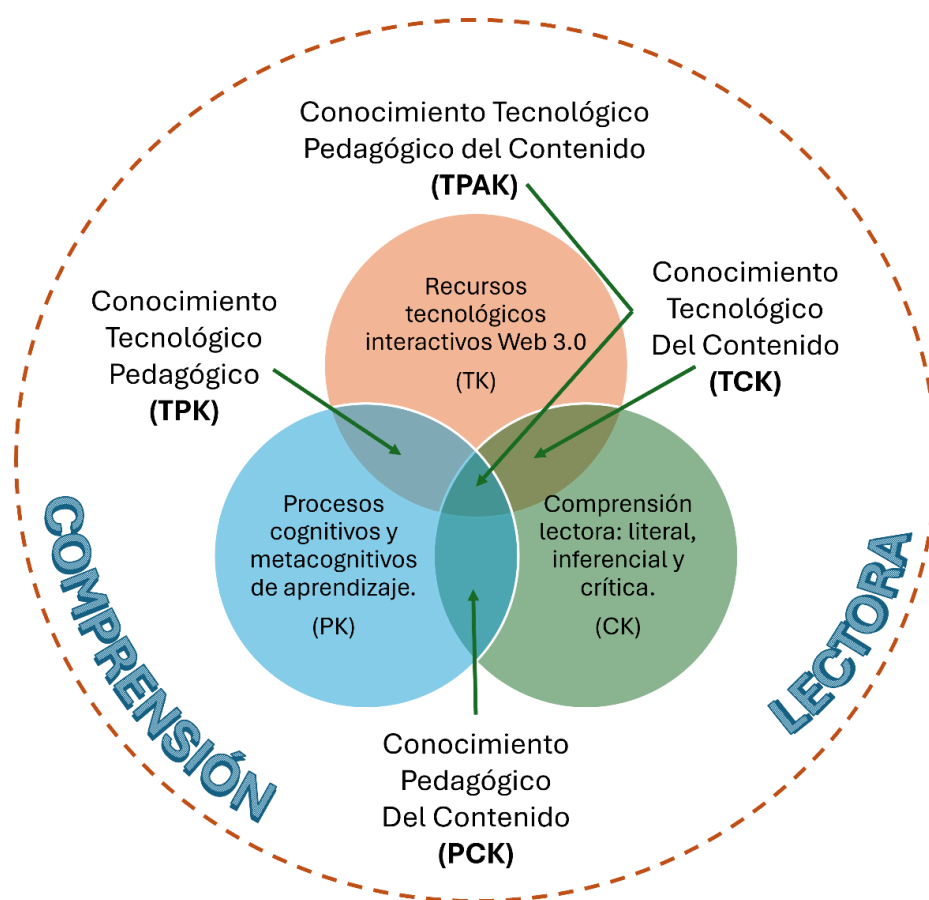 Conocimiento Tecnológico
Pedagógico del Contenido
(TPAK)
Conocimiento
Tecnológico
Pedagógico
(TPK)
Recursos
tecnológicos
interactivos Web 3.0
(TK)
Conocimiento
Tecnológico
Del Contenido
(TCK)
Procesos
cognitivos y
metacognitivos
de aprendizaje.
(PK)
Comprensión
lectora: literal,
inferencial y
crítica.
(CK)
COMPRENSIÓN
LECTORA
Conocimiento
Pedagógico
Del Contenido
(PCK)